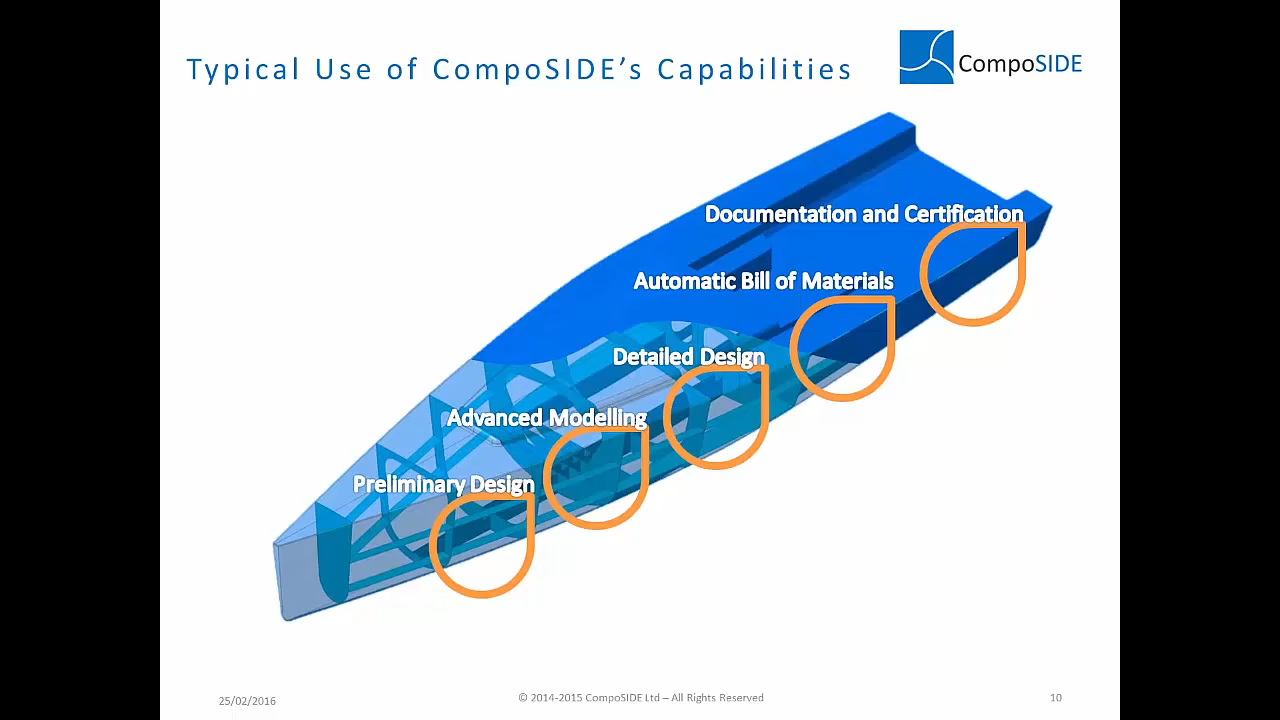 Typical Use of CompoSIDE's Capabilities
CompoSIDE
Documentation and Certification
Automatic Bill of Materials
Detailed Design
Advanced Modelling
Preliminary Design
25/02/2016
© 2014-2015 CompoSIDE Ltd – All Rights Reserved
10